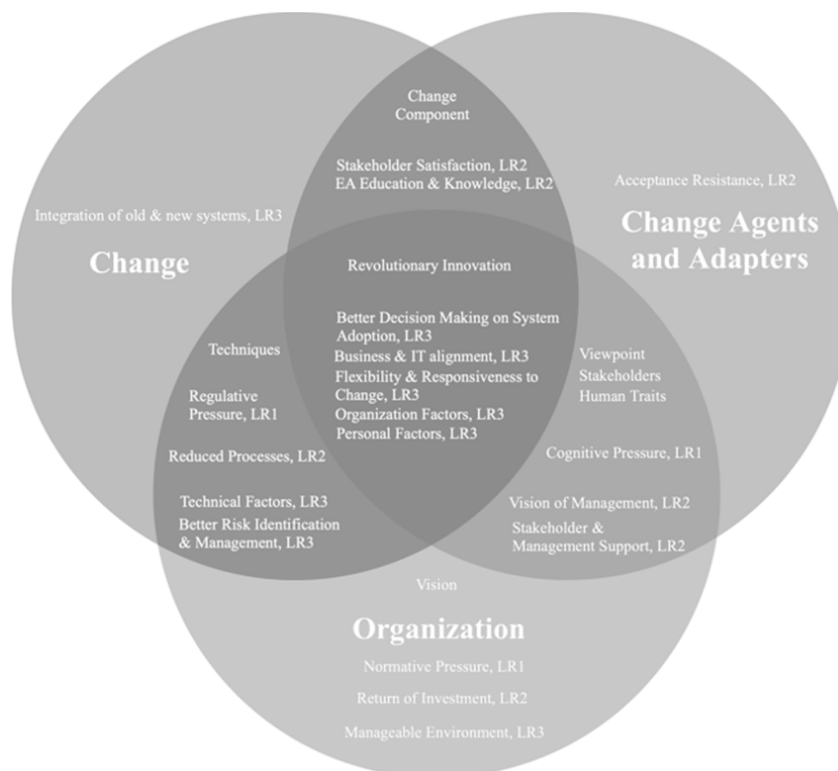 Change
Component
Stakeholder Satisfaction, LR2
EA Education & Knowledge, LR2
Acceptance Resistance, LR2
Change Agents
and Adapters
Integration of old & new systems, LR3
Change
Revolutionary Innovation
Better Decision Making on System
Adoption, LR3
Business & IT alignment, LR3
Flexibility & Responsiveness to
Change, LR3
Organization Factors, LR3
Personal Factors, LR3
Techniques
Regulative
Pressure, LR1
Reduced Processes, LR2
Technical Factors, LR3
Better Risk Identification
& Management, LR3
Viewpoint
Stakeholders
Human Traits
Cognitive Pressure, LR1
Vision of Management, LR2
Stakeholder &
Management Support, LR2
Vision
Organization
Normative Pressure, LR1
Return of Investment, LR2
Manageable Environment, LR3